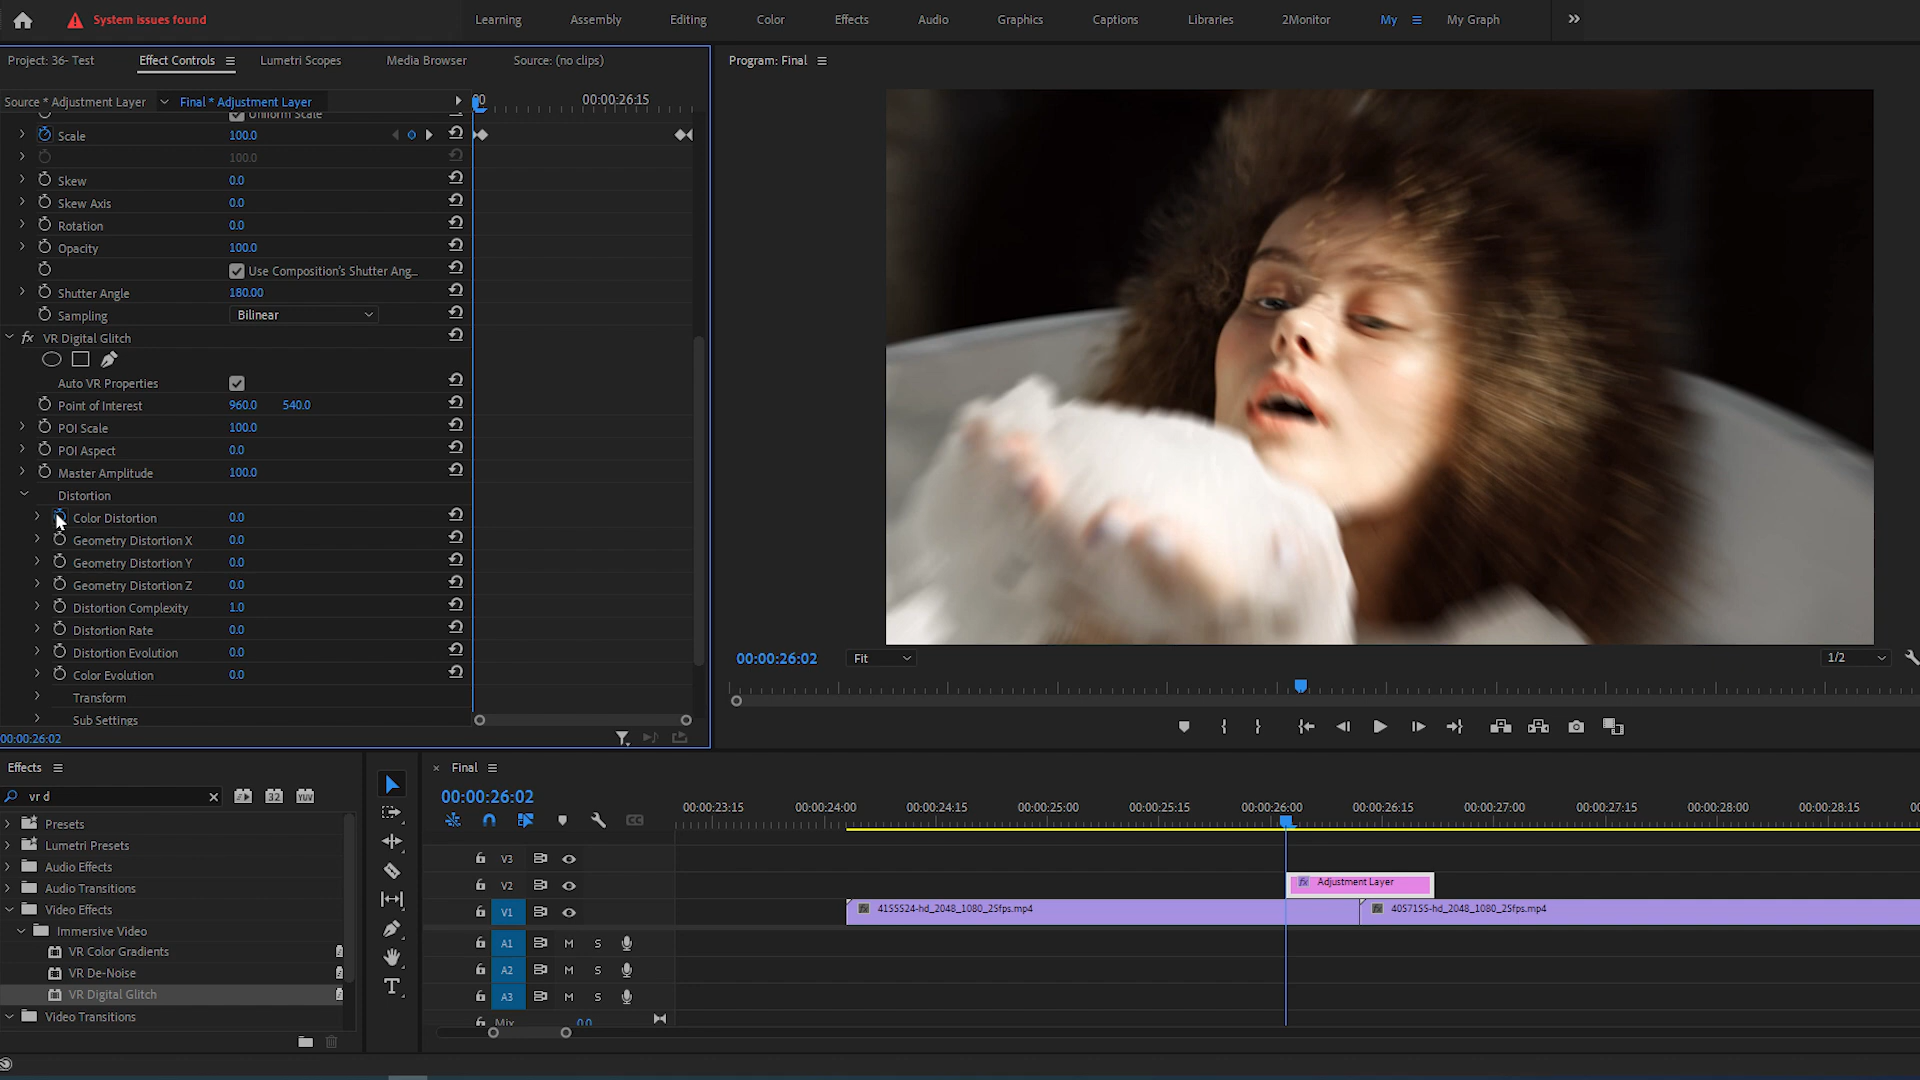 System issues found
Learning Assembly Editing Color Effects Audio Graphics Captions Libraries 2Monitor My My Graph
Project: 36- Test Effect Controls Lumetri Scopes Media Browser Source: (no clips)
Program: Final
Source * Adjustment Layer Final * Adjustment Layer 00:00:26:15
Uniform Scale
Scale 100.0
100.0
Skew 0.0
Skew Axis 0.0
Rotation 0.0
Opacity 100.0
Use Composition's Shutter Ang...
Shutter Angle 180.00
Sampling Bilinear
fx VR Digital Glitch
Auto VR Properties
Point of Interest 960.0 540.0
POI Scale 100.0
POI Aspect 0.0
Master Amplitude 100.0
Distortion
Color Distortion 0.0
Geometry Distortion X 0.0
Geometry Distortion Y 0.0
Geometry Distortion Z 0.0
Distortion Complexity 1.0
Distortion Rate 0.0
Distortion Evolution 0.0
Color Evolution 0.0
Transform
Sub Settings
00:00:26:02
00:00:26:02 Fit 1/2
Effects
vr d 32 YUV
Presets
Lumetri Presets
Audio Effects
Audio Transitions
Video Effects
Immersive Video
VR Color Gradients
VR De-Noise
VR Digital Glitch
Video Transitions
× Final
00:00:26:02
00:00:23:15 00:00:24:00 00:00:24:15 00:00:25:00 00:00:25:15 00:00:26:00 00:00:26:15 00:00:27:00 00:00:27:15 00:00:28:00 00:00:28:15
CC
V3
V2 fx Adjustment Layer
V1 fx 4155524-hd_2048_1080_25fps.mp4 fx 4057155-hd_2048_1080_25fps.mp4
A1 M S
A2 M S
A3 M S
Mix 0.0